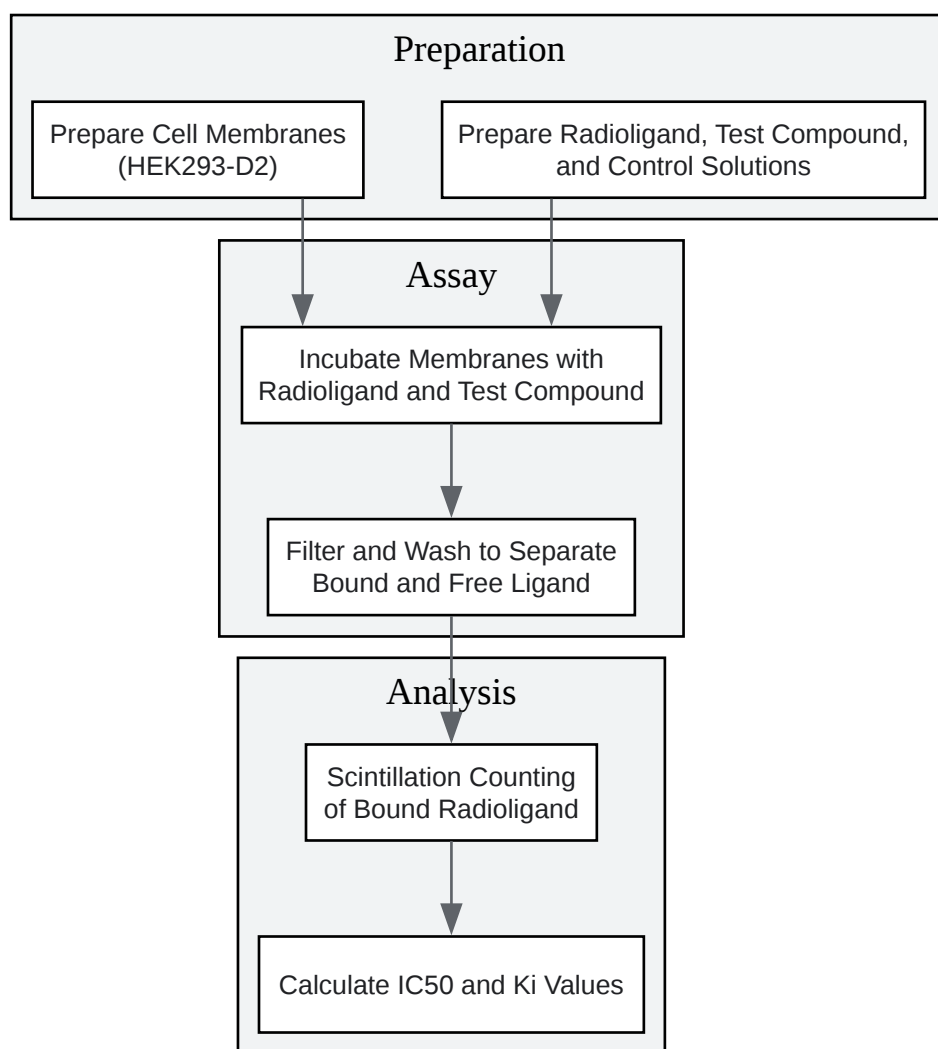 Preparation
Prepare Cell Membranes
(HEK293-D2)
Prepare Radioligand, Test Compound,
and Control Solutions
Assay
Incubate Membranes with
Radioligand and Test Compound
Filter and Wash to Separate
Bound and Free Ligand
Analysis
Scintillation Counting
of Bound Radioligand
Calculate IC50 and Ki Values